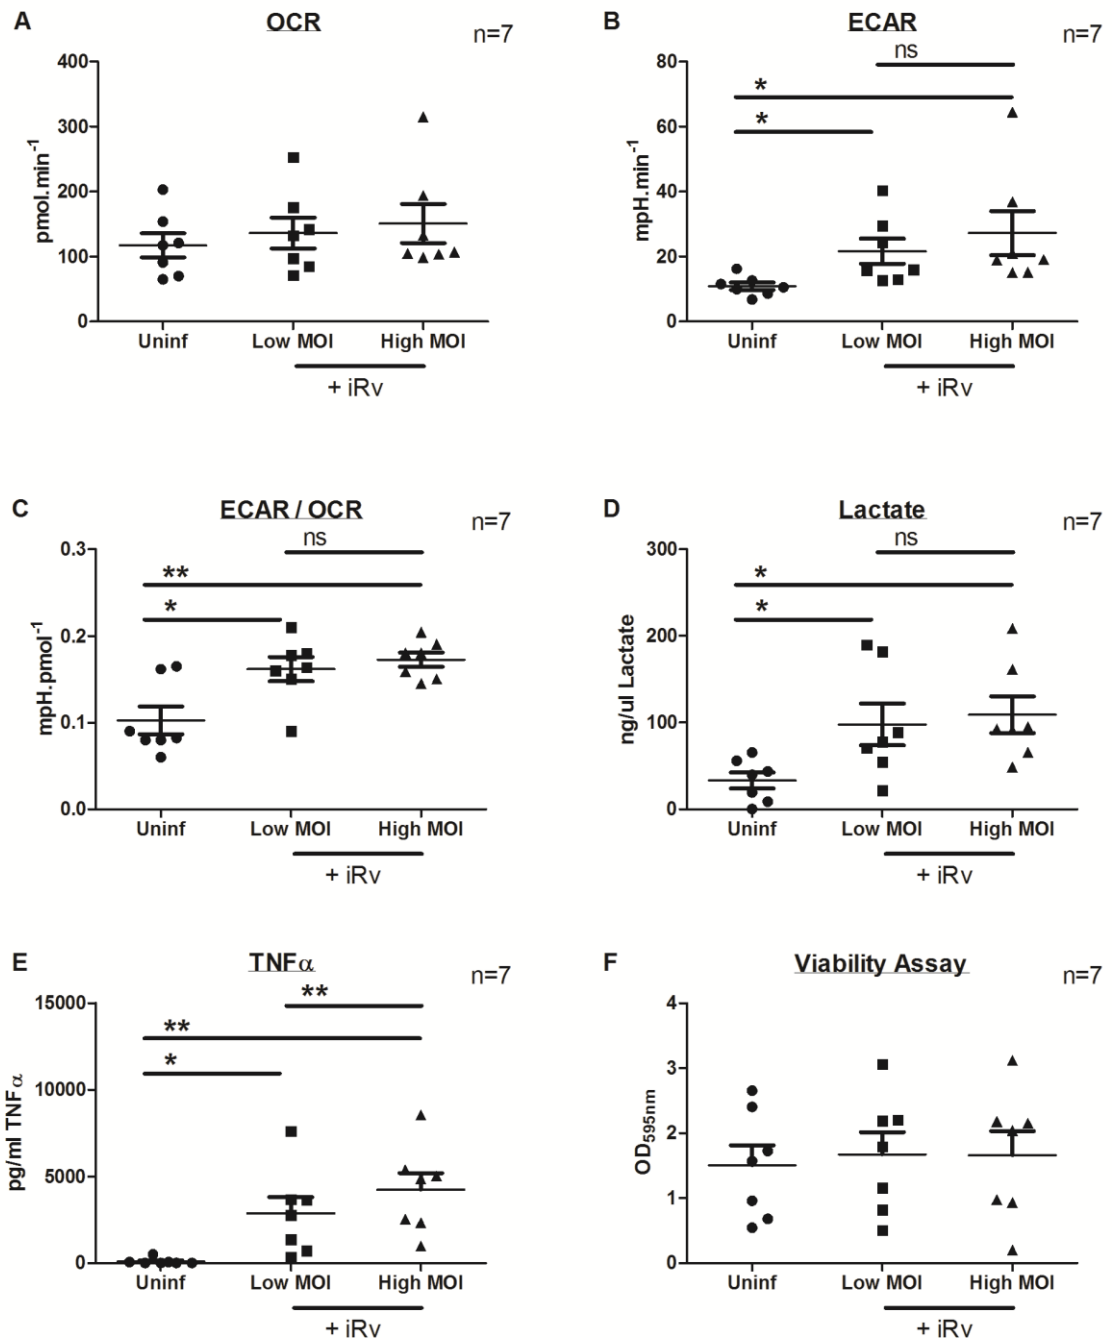 A
OCR
n=7
pmol.min⁻¹
400
300
200
100
0
Uninf
Low MOI
High MOI
+ iRv
B
ECAR
n=7
ns
*
*
mpH.min⁻¹
80
60
40
20
0
Uninf
Low MOI
High MOI
+ iRv
C
ECAR / OCR
n=7
ns
**
*
mpH.pmol⁻¹
0.3
0.2
0.1
0.0
Uninf
Low MOI
High MOI
+ iRv
D
Lactate
n=7
ns
*
*
ng/ul Lactate
300
200
100
0
Uninf
Low MOI
High MOI
+ iRv
E
TNFα
n=7
**
**
*
pg/ml TNFα
15000
10000
5000
0
Uninf
Low MOI
High MOI
+ iRv
F
Viability Assay
n=7
OD595nm
4
3
2
1
0
Uninf
Low MOI
High MOI
+ iRv